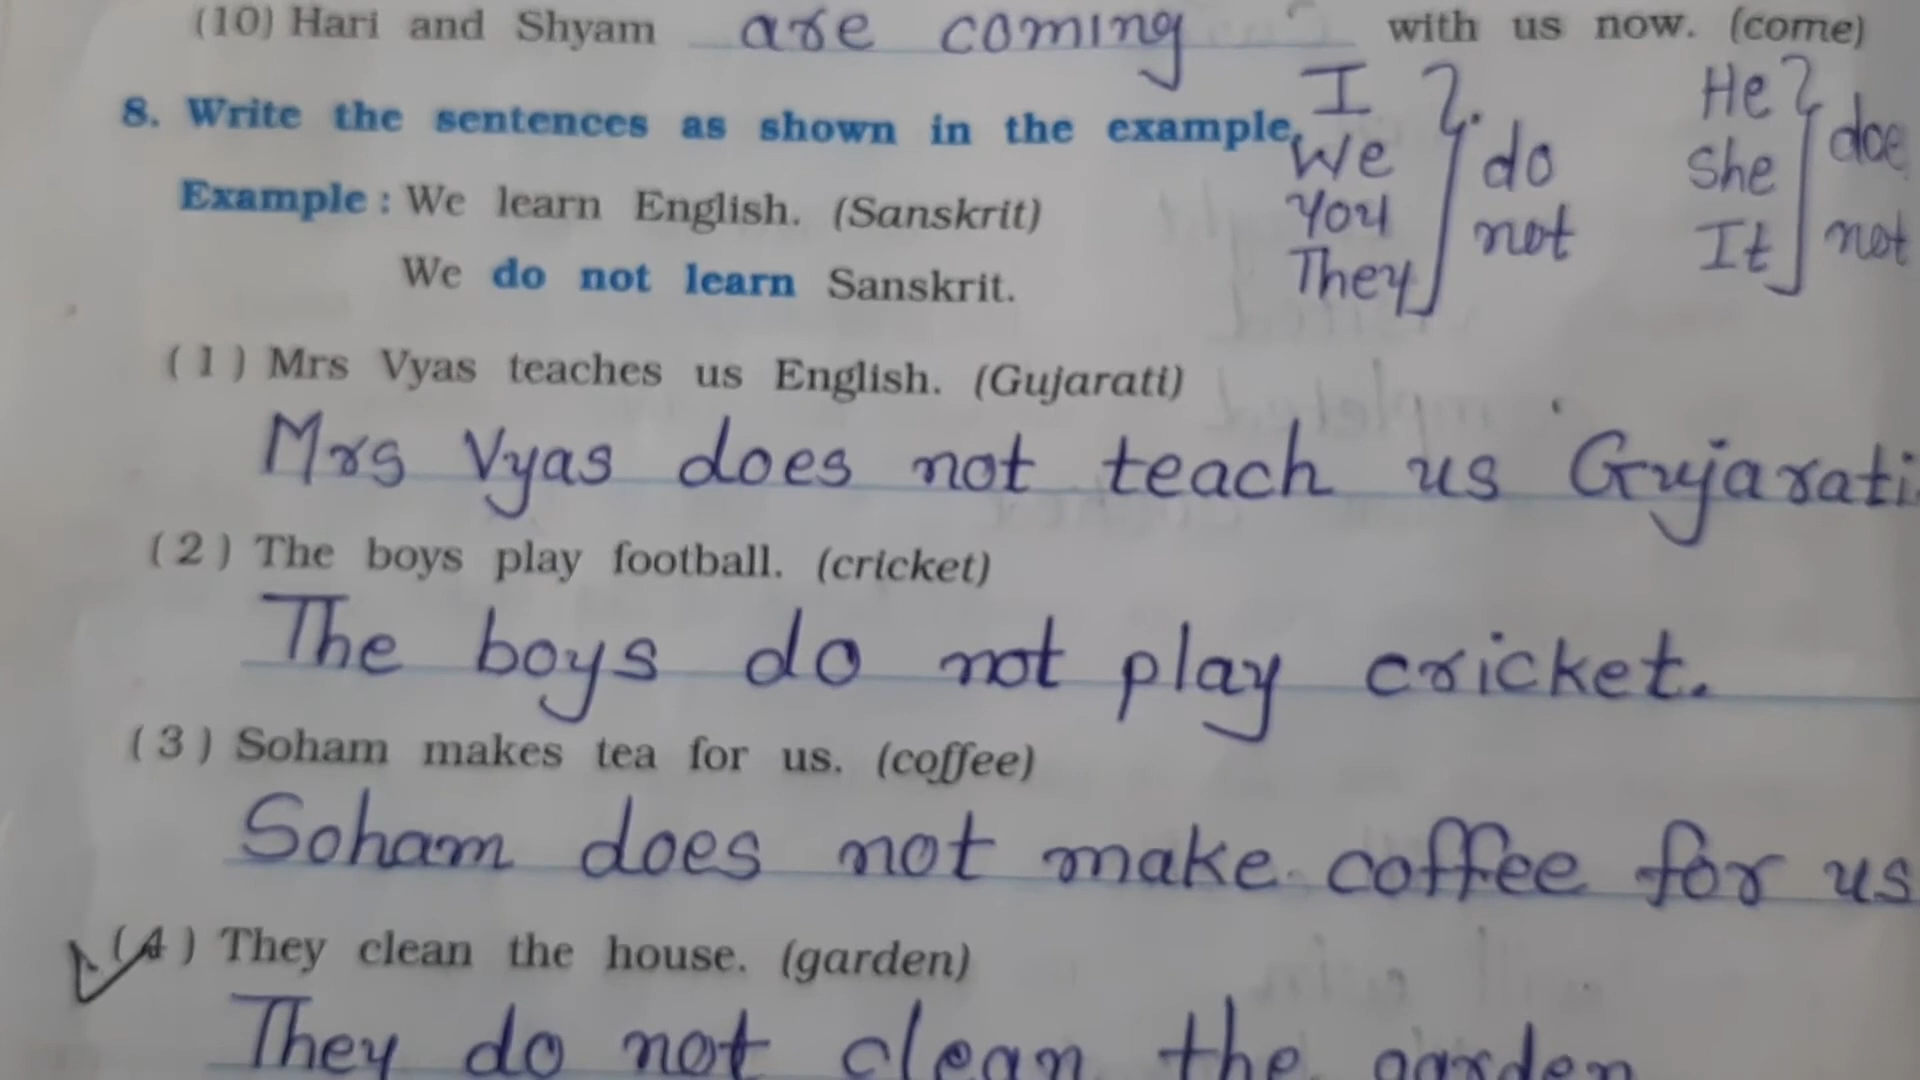 (10) Hari and Shyam are coming with us now. (come)
8. Write the sentences as shown in the example.
I We You They } do not
He She It } doe not
Example : We learn English. (Sanskrit)
We do not learn Sanskrit.
(1) Mrs Vyas teaches us English. (Gujarati)
Mrs Vyas does not teach us Gujarati.
(2) The boys play football. (cricket)
The boys do not play cricket.
(3) Soham makes tea for us. (coffee)
Soham does not make coffee for us
(4) They clean the house. (garden)
They do not clean the garden